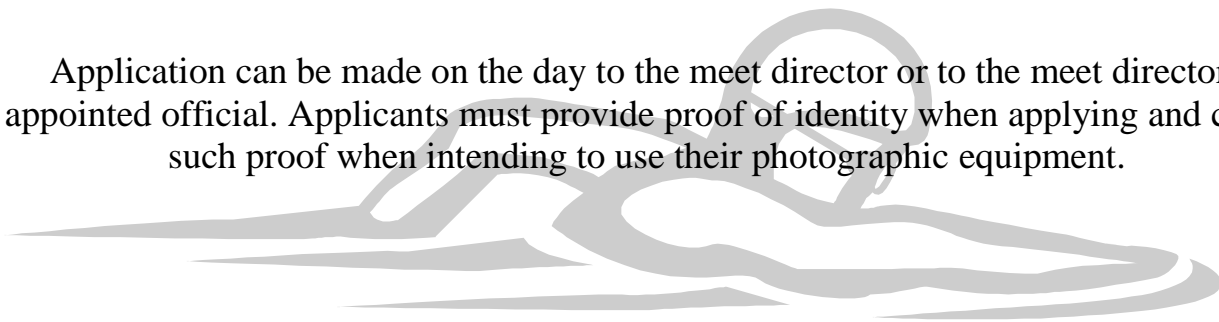 Application can be made on the day to the meet director or to the meet director
appointed official. Applicants must provide proof of identity when applying and
such proof when intending to use their photographic equipment.